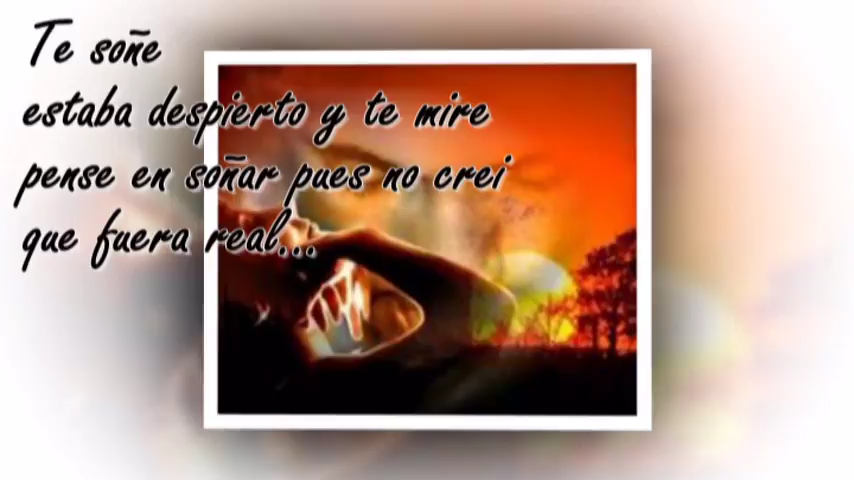 Te soñe
estaba despierto y te mire
pense en soñar pues no crei
que fuera real...